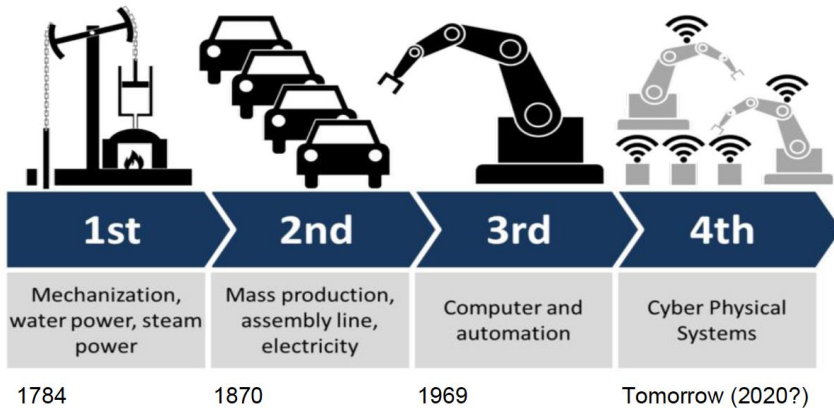 1st
2nd
3rd
4th
Mechanization,
water power, steam
power
Mass production,
assembly line,
electricity
Computer and
automation
Cyber Physical
Systems
1784
1870
1969
Tomorrow (2020?)